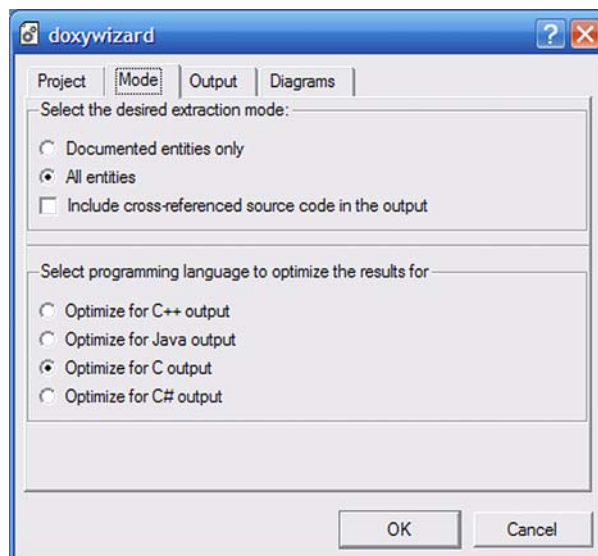 doxywizard
Project Mode Output Diagrams
Select the desired extraction mode:
Documented entities only
All entities
Include cross-referenced source code in the output
Select programming language to optimize the results for
Optimize for C++ output
Optimize for Java output
Optimize for C output
Optimize for C# output
OK Cancel